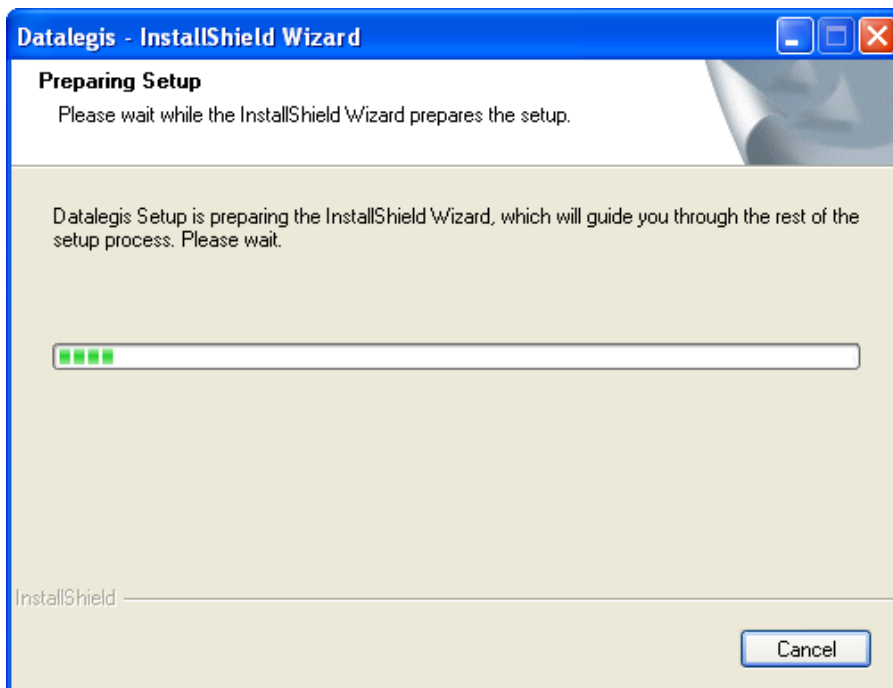 Datalegis - InstallShield Wizard
Preparing Setup
Please wait while the InstallShield Wizard prepares the setup.
Datalegis Setup is preparing the InstallShield Wizard, which will guide you through the rest of the
setup process. Please wait.
InstallShield
Cancel